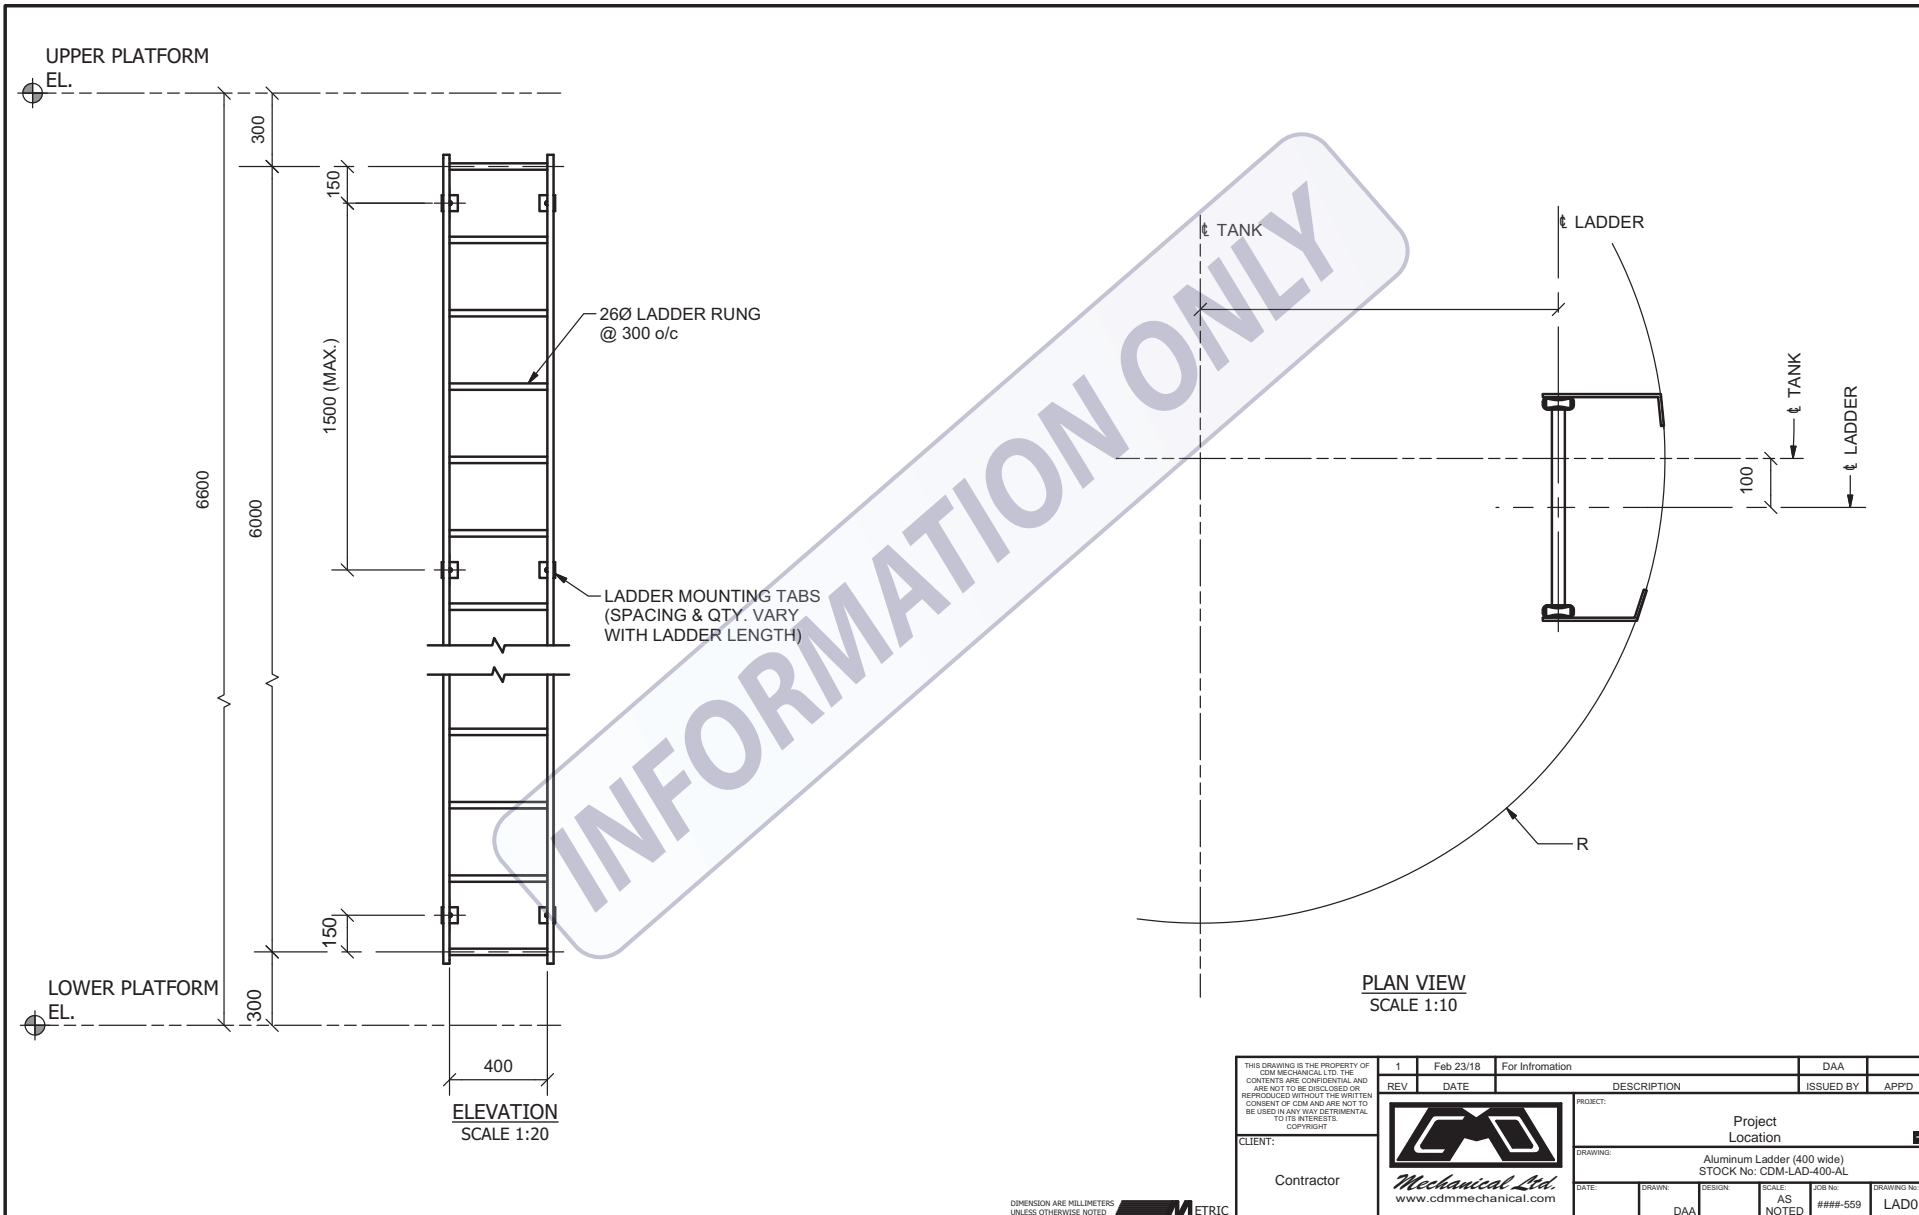 UPPER PLATFORM
EL.
300
150
1500 (MAX.)
6600
6000
26Ø LADDER RUNG
@ 300 o/c
LADDER MOUNTING TABS
(SPACING & QTY. VARY
WITH LADDER LENGTH)
150
300
LOWER PLATFORM
EL.
400
ELEVATION
SCALE 1:20
INFORMATION ONLY
℄ TANK
℄ LADDER
℄ TANK
℄ LADDER
100
R
PLAN VIEW
SCALE 1:10
DIMENSION ARE MILLIMETERS
UNLESS OTHERWISE NOTED
METRIC
THIS DRAWING IS THE PROPERTY OF
CDM MECHANICAL LTD. THE
CONTENTS ARE CONFIDENTIAL AND
ARE NOT TO BE DISCLOSED OR
REPRODUCED WITHOUT THE WRITTEN
CONSENT OF CDM AND ARE NOT TO
BE USED IN ANY WAY DETRIMENTAL
TO ITS INTERESTS.
COPYRIGHT
CLIENT:
Contractor
1 Feb 23/18 For Infromation DAA
REV DATE DESCRIPTION ISSUED BY APP'D
Mechanical Ltd.
www.cdmmechanical.com
PROJECT:
Project
Location
DRAWING:
Aluminum Ladder (400 wide)
STOCK No: CDM-LAD-400-AL
DATE: DRAWN: DESIGN: SCALE: JOB No: DRAWING No:
DAA AS NOTED ####-559 LAD0